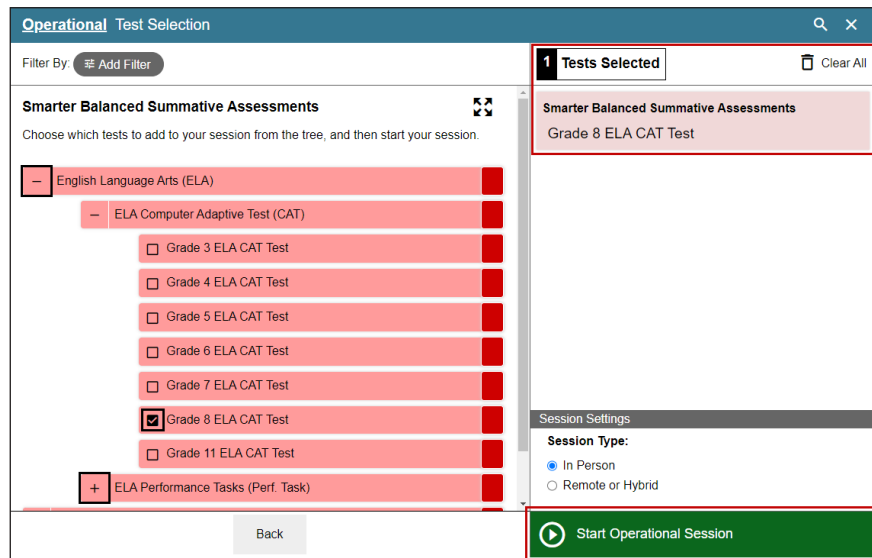 Operational Test Selection
Filter By: Add Filter
Smarter Balanced Summative Assessments
Choose which tests to add to your session from the tree, and then start your session.
English Language Arts (ELA)
ELA Computer Adaptive Test (CAT)
Grade 3 ELA CAT Test
Grade 4 ELA CAT Test
Grade 5 ELA CAT Test
Grade 6 ELA CAT Test
Grade 7 ELA CAT Test
Grade 8 ELA CAT Test
Grade 11 ELA CAT Test
ELA Performance Tasks (Perf. Task)
Back
1 Tests Selected
Clear All
Smarter Balanced Summative Assessments
Grade 8 ELA CAT Test
Session Settings
Session Type:
In Person
Remote or Hybrid
Start Operational Session